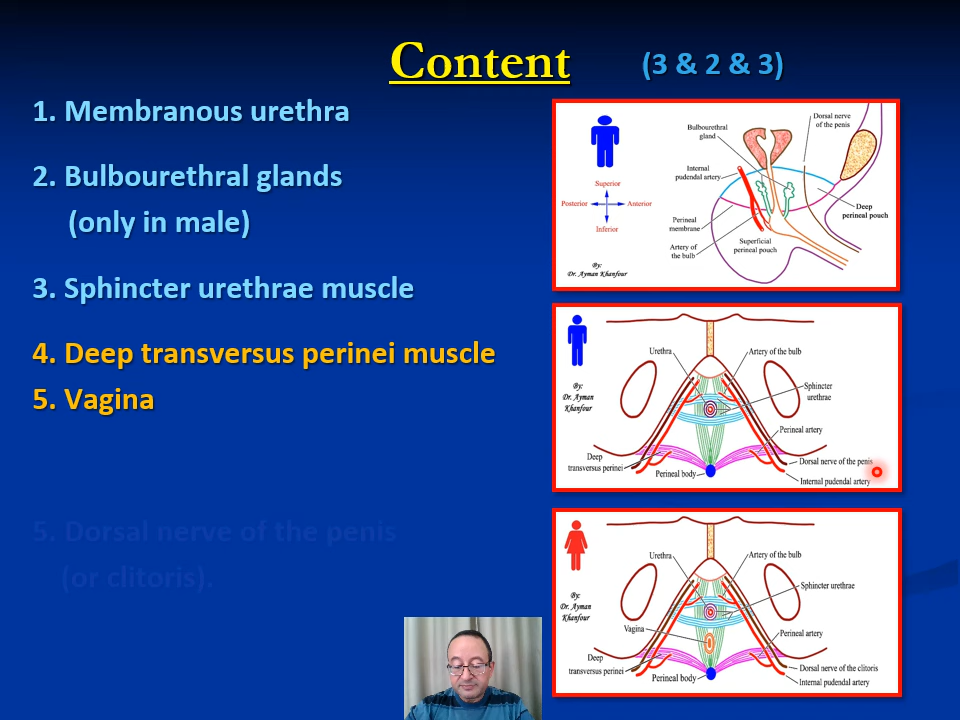 Content (3 & 2 & 3)
1. Membranous urethra
2. Bulbourethral glands
(only in male)
3. Sphincter urethrae muscle
4. Deep transversus perinei muscle
5. Vagina
5. Dorsal nerve of the penis
(or clitoris).
Dorsal nerve
of the penis
Bulbourethral
gland
Internal
pudendal artery
Superior
Posterior
Anterior
Inferior
Deep
perineal pouch
Perineal
membrane
Artery of
the bulb
Superficial
perineal pouch
By:
Dr. Ayman Khanfour
Urethra
Artery of the bulb
Sphincter
urethrae
By:
Dr. Ayman
Khanfour
Perineal artery
Deep
transversus perinei
Dorsal nerve of the penis
Perineal body
Internal pudendal artery
Urethra
Artery of the bulb
Sphincter urethrae
By:
Dr. Ayman
Khanfour
Vagina
Perineal artery
Deep
transversus perinei
Dorsal nerve of the clitoris
Perineal body
Internal pudendal artery